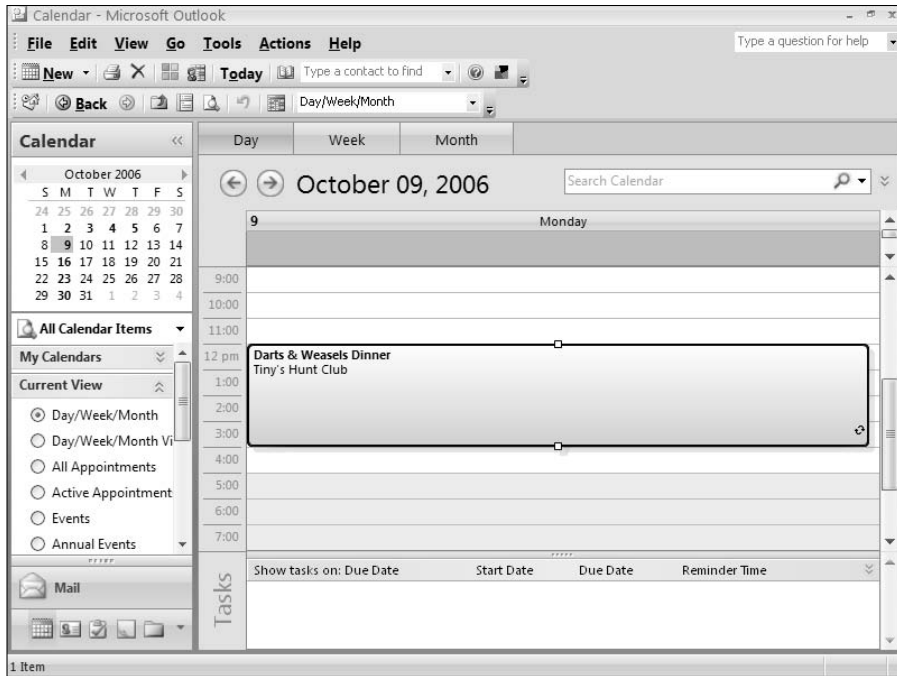 Calendar - Microsoft Outlook
File Edit View Go Tools Actions Help
Type a question for help
New Today Type a contact to find
Back Day/Week/Month
Calendar
October 2006
S M T W T F S
24 25 26 27 28 29 30
1 2 3 4 5 6 7
8 9 10 11 12 13 14
15 16 17 18 19 20 21
22 23 24 25 26 27 28
29 30 31 1 2 3 4
All Calendar Items
My Calendars
Current View
Day/Week/Month
Day/Week/Month Vi
All Appointments
Active Appointment
Events
Annual Events
Mail
Day Week Month
October 09, 2006
Search Calendar
9 Monday
9:00
10:00
11:00
12 pm
Darts & Weasels Dinner
Tiny's Hunt Club
1:00
2:00
3:00
4:00
5:00
6:00
7:00
Tasks
Show tasks on: Due Date Start Date Due Date Reminder Time
1 Item